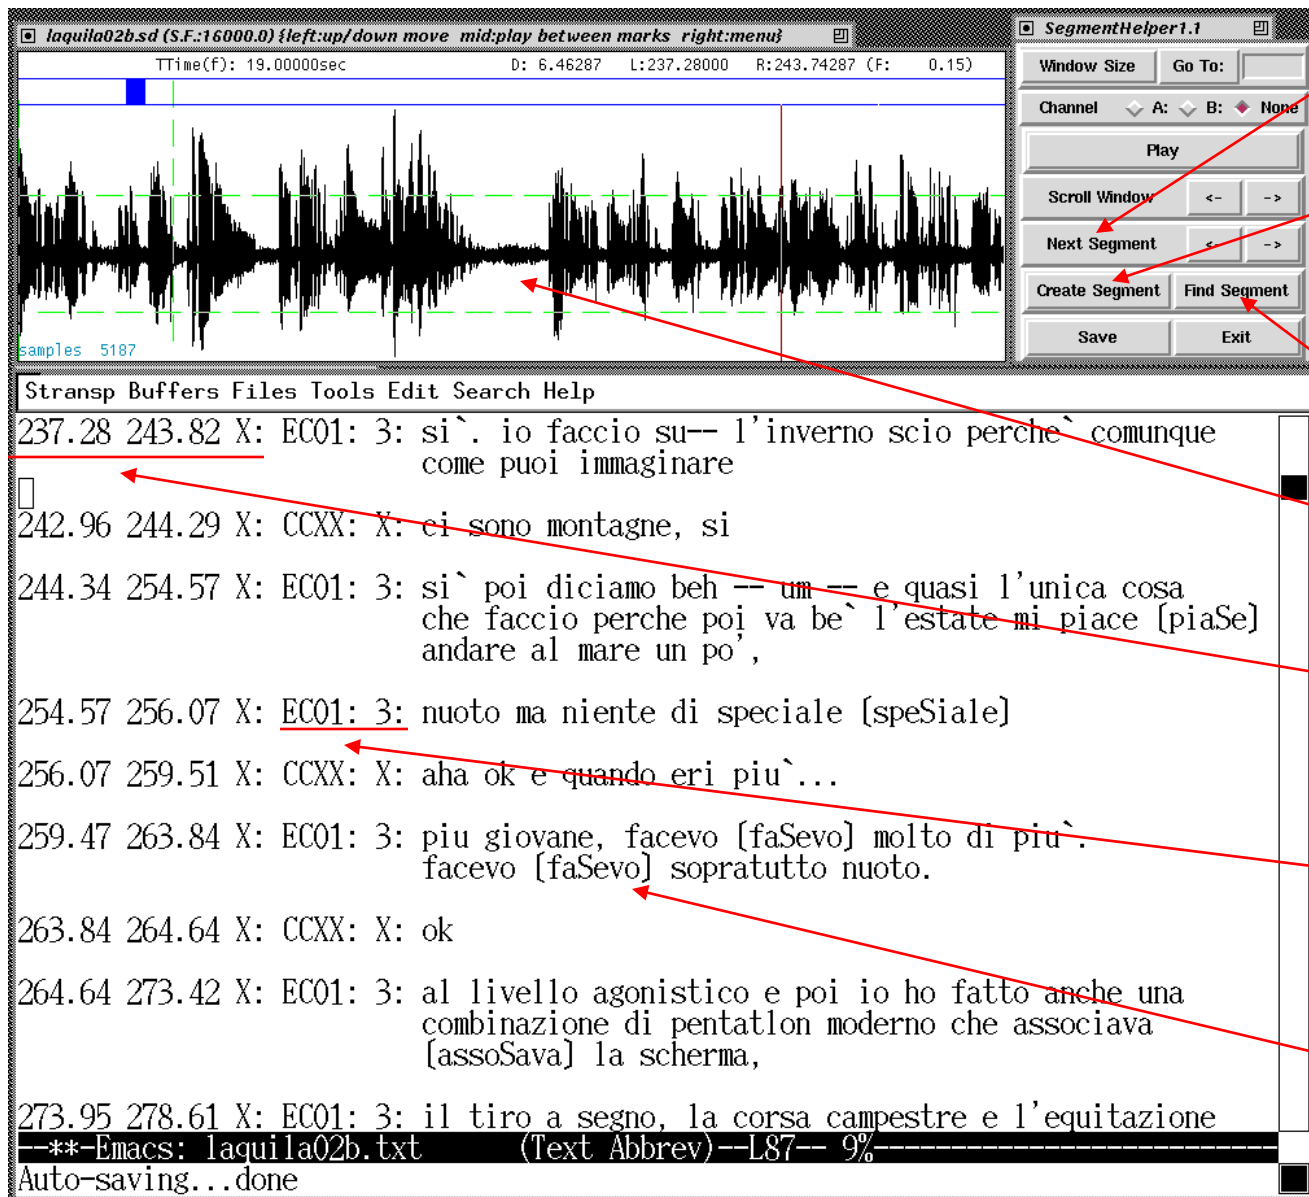 laquila02b.sd (S.F.:16000.0) {left:up/down move mid:play between marks right:menu}
TTime(f): 19.00000sec D: 6.46287 L:237.28000 R:243.74287 (F: 0.15)
samples 5187
SegmentHelper1.1
Window Size Go To:
Channel A: B: None
Play
Scroll Window <- ->
Next Segment <- ->
Create Segment Find Segment
Save Exit
Stransp Buffers Files Tools Edit Search Help
237.28 243.82 X: EC01: 3: si`. io faccio su-- l'inverno scio perche` comunque
come puoi immaginare
242.96 244.29 X: CCXX: X: ci sono montagne, si
244.34 254.57 X: EC01: 3: si` poi diciamo beh -- um -- e quasi l'unica cosa
che faccio perche poi va be` l'estate mi piace [piaSe]
andare al mare un po',
254.57 256.07 X: EC01: 3: nuoto ma niente di speciale [speSiale]
256.07 259.51 X: CCXX: X: aha ok e quando eri piu`...
259.47 263.84 X: EC01: 3: piu giovane, facevo [faSevo] molto di piu`.
facevo [faSevo] sopratutto nuoto.
263.84 264.64 X: CCXX: X: ok
264.64 273.42 X: EC01: 3: al livello agonistico e poi io ho fatto anche una
combinazione di pentatlon moderno che associava
[assoSava] la scherma,
273.95 278.61 X: EC01: 3: il tiro a segno, la corsa campestre e l'equitazione
--**-Emacs: laquila02b.txt (Text Abbrev)--L87-- 9%--------------------
Auto-saving...done